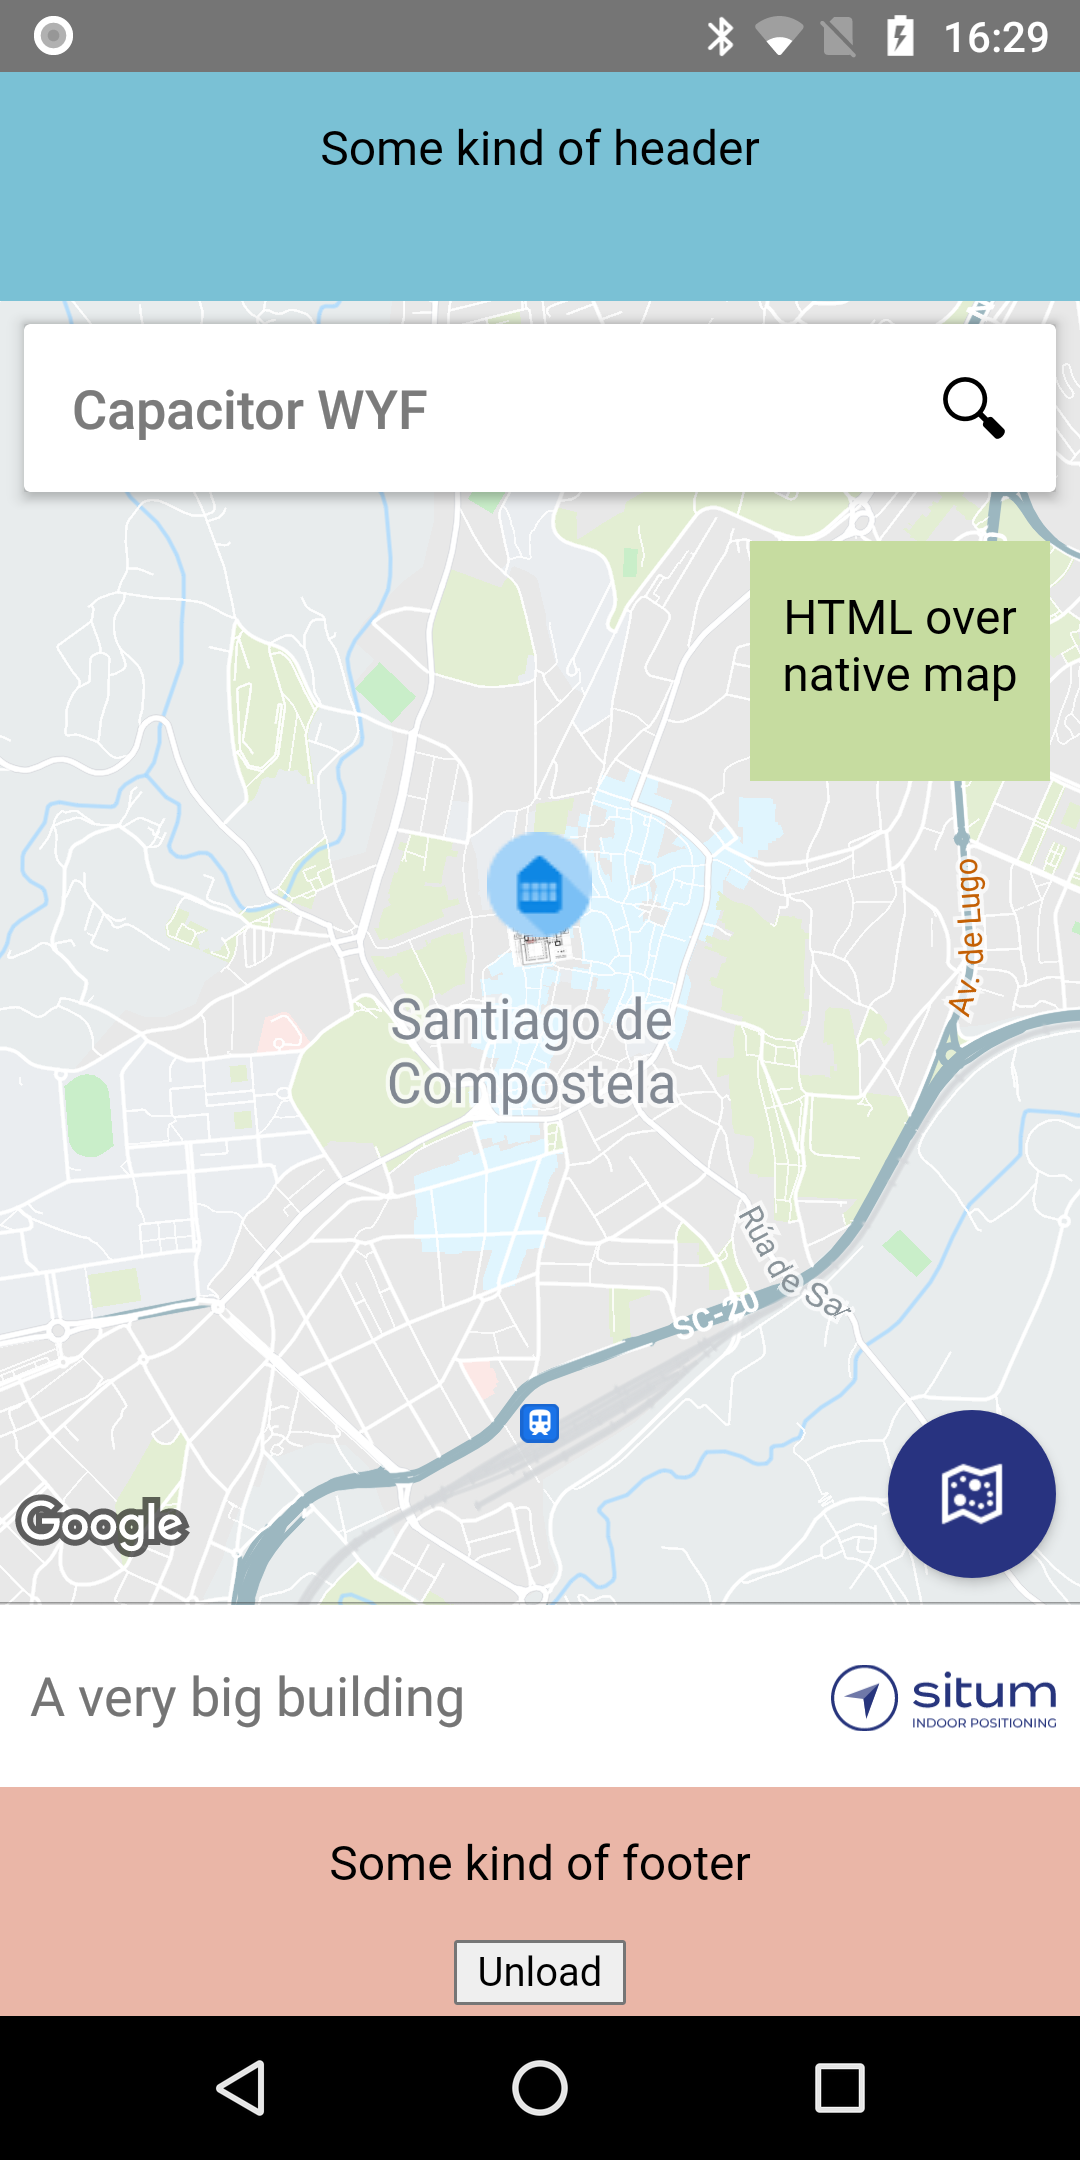 16:29
Some kind of header
Capacitor WYF
HTML over
native map
Av. de Lugo
Santiago de
Compostela
Rúa de Sar
SC-20
Google
A very big building
situm
INDOOR POSITIONING
Some kind of footer
Unload